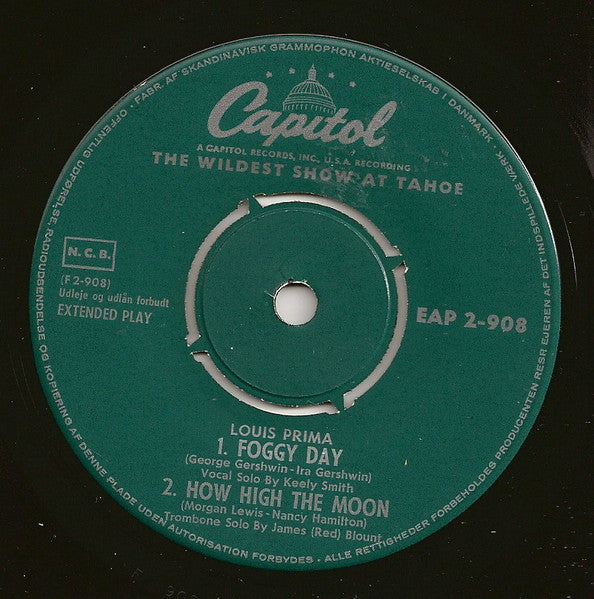 FABR. AF SKANDINAVISK GRAMMOPHON AKTIESELSKAB I DANMARK - ALLE RETTIGHEDER FORBEHOLDES PRODUCENTEN RESP. EJEREN AF DET INDSPILLEDE VÆRK - OFFENTLIG UDFØRELSE, RADIOUDSENDELSE OG KOPIERING AF DENNE PLADE UDEN AUTORISATION FORBYDES -
Capitol
A CAPITOL RECORDS, INC., U.S.A. RECORDING
THE WILDEST SHOW AT TAHOE
N.C.B.
(F 2-908)
Udleje og udlån forbudt
EXTENDED PLAY
EAP 2-908
LOUIS PRIMA
1. FOGGY DAY
(George Gershwin - Ira Gershwin)
Vocal Solo By Keely Smith
2. HOW HIGH THE MOON
(Morgan Lewis - Nancy Hamilton)
Trombone Solo By James (Red) Blount